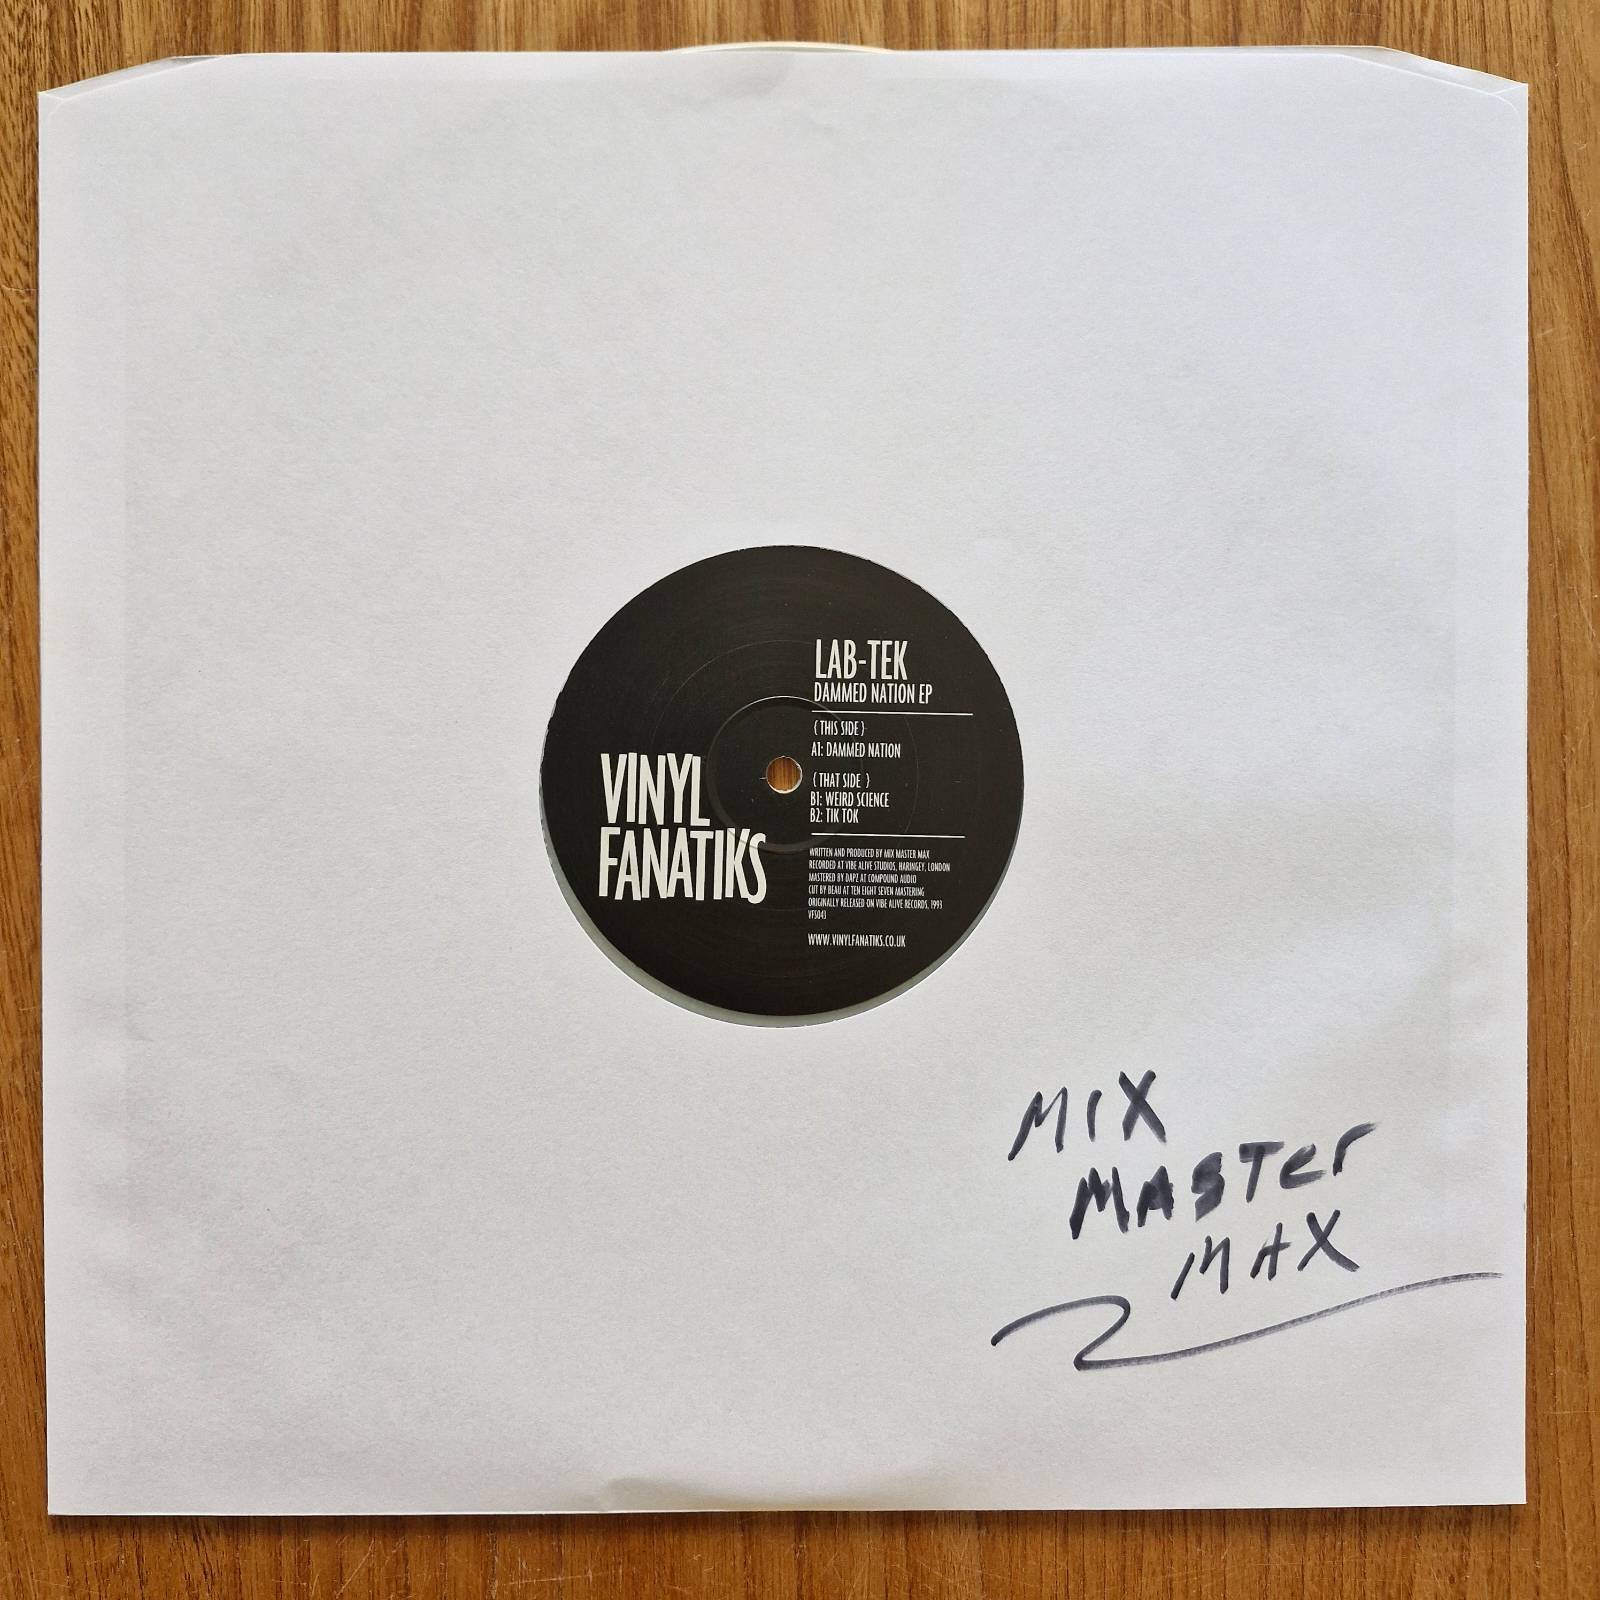 VINYL
FANATIKS
LAB-TEK
DAMMED NATION EP
(THIS SIDE)
A1: DAMMED NATION
(THAT SIDE )
B1: WEIRD SCIENCE
B2: TIK TOK
WRITTEN AND PRODUCED BY MIX MASTER MAX
RECORDED AT VIBE ALIVE STUDIOS, HARINGEY, LONDON
MASTERED BY DAPZ AT COMPOUND AUDIO
CUT BY BEAU AT TEN EIGHT SEVEN MASTERING
ORIGINALLY RELEASED ON VIBE ALIVE RECORDS, 1993
VFS043
WWW.VINYLFANATIKS.CO.UK
MIX
MASTer
MAX